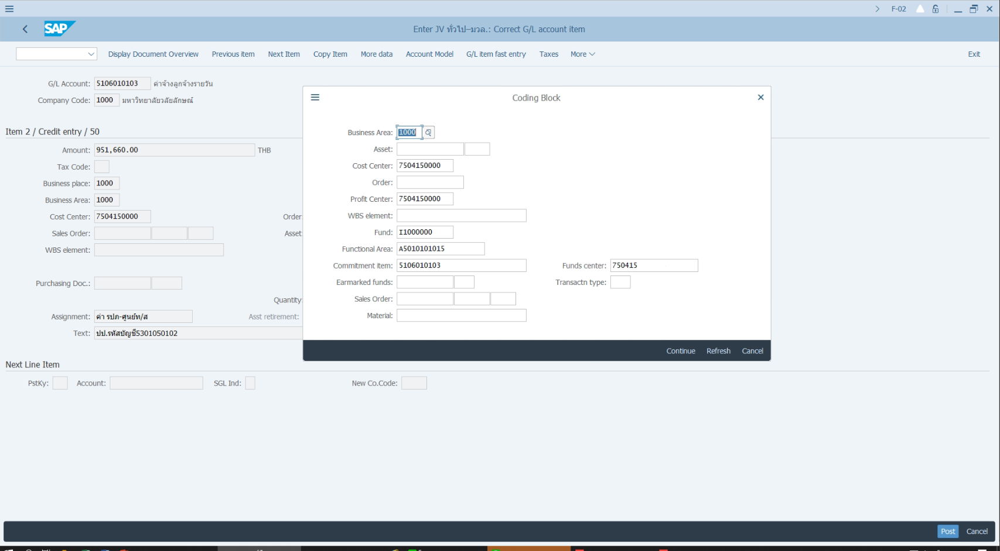 F-02
SAP
Enter JV ทั่วไป–มวล.: Correct G/L account item
Display Document Overview Previous item Next Item Copy Item More data Account Model G/L item fast entry Taxes More Exit
G/L Account: 5106010103 ค่าจ้างลูกจ้างรายวัน
Company Code: 1000 มหาวิทยาลัยวลัยลักษณ์
Item 2 / Credit entry / 50
Amount: 951,660.00 THB
Tax Code:
Business place: 1000
Business Area: 1000
Cost Center: 7504150000 Order
Sales Order: Asset
WBS element:
Purchasing Doc.:
Quantity
Assignment: ค่า รปภ-ศูนย์ท/ส Asst retirement:
Text: ปป.รหัสบัญชี5301050102
Next Line Item
PstKy: Account: SGL Ind: New Co.Code:
Coding Block
Business Area: 1000
Asset:
Cost Center: 7504150000
Order:
Profit Center: 7504150000
WBS element:
Fund: I1000000
Functional Area: A5010101015
Commitment item: 5106010103 Funds center: 750415
Earmarked funds: Transactn type:
Sales Order:
Material:
Continue Refresh Cancel
Post Cancel